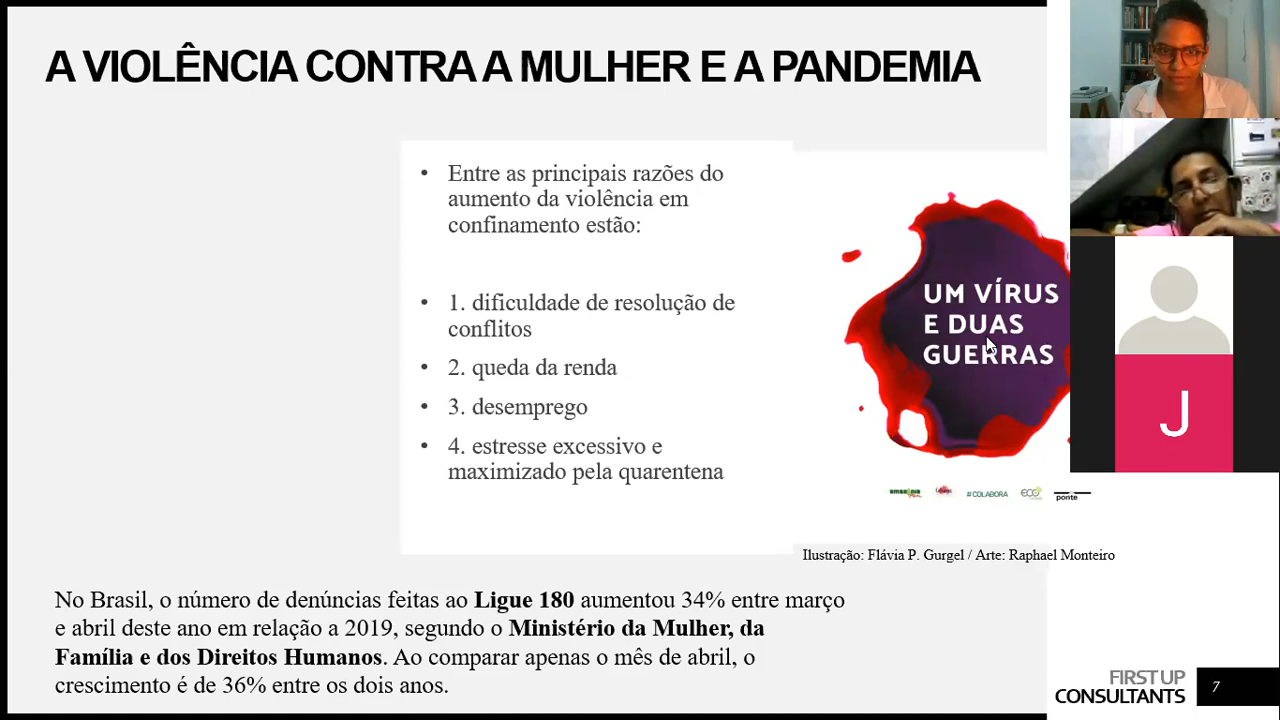 A VIOLÊNCIA CONTRA A MULHER E A PANDEMIA
• Entre as principais razões do
aumento da violência em
confinamento estão:
• 1. dificuldade de resolução de
conflitos
• 2. queda da renda
• 3. desemprego
• 4. estresse excessivo e
maximizado pela quarentena
UM VÍRUS
E DUAS
GUERRAS
#COLABORA
ECO
ponte
Ilustração: Flávia P. Gurgel / Arte: Raphael Monteiro
No Brasil, o número de denúncias feitas ao Ligue 180 aumentou 34% entre março
e abril deste ano em relação a 2019, segundo o Ministério da Mulher, da
Família e dos Direitos Humanos. Ao comparar apenas o mês de abril, o
crescimento é de 36% entre os dois anos.
J
FIRST UP
CONSULTANTS
7